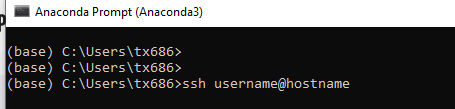 Anaconda Prompt (Anaconda3)
(base) C:\Users\tx686>
(base) C:\Users\tx686>
(base) C:\Users\tx686>ssh username@hostname